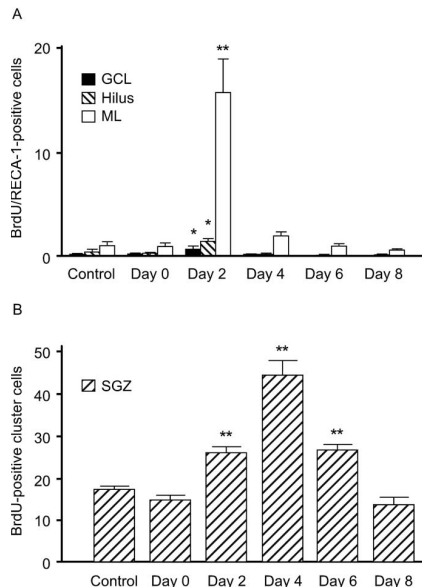 A
BrdU/RECA-1-positive cells
20
10
0
GCL
Hilus
ML
*
*
**
Control Day 0 Day 2 Day 4 Day 6 Day 8
B
BrdU-positive cluster cells
50
40
30
20
10
0
SGZ
**
**
**
Control Day 0 Day 2 Day 4 Day 6 Day 8